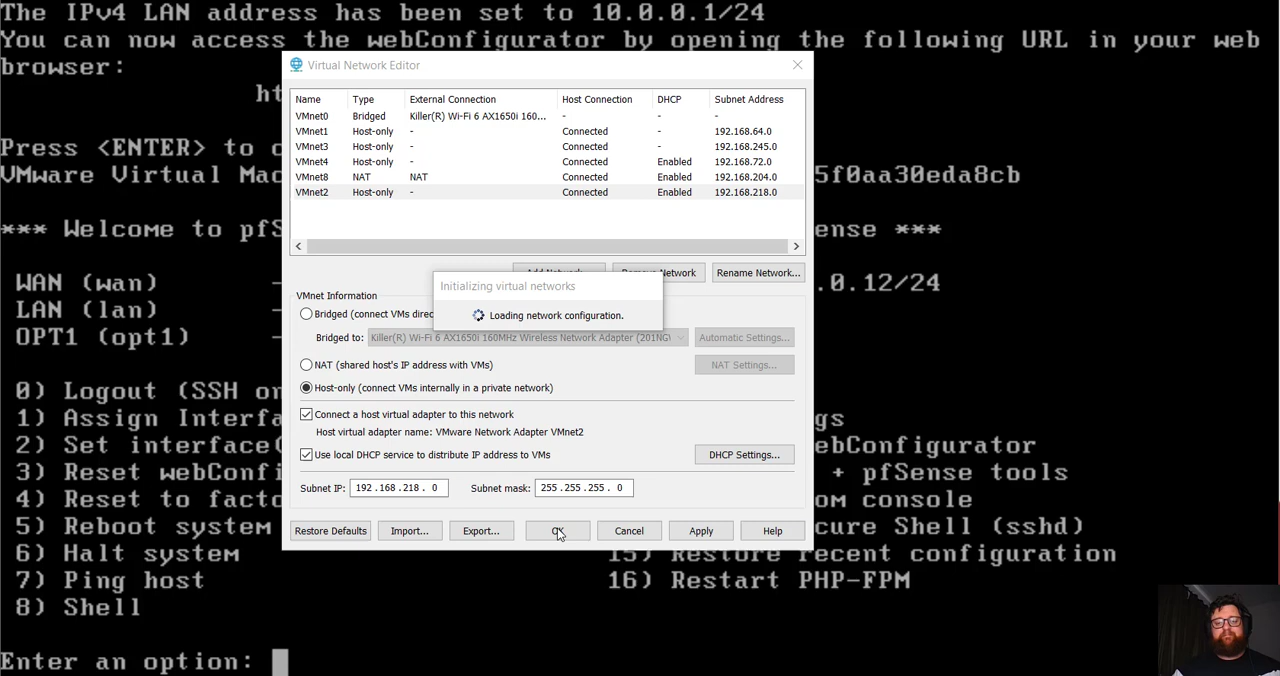 The IPv4 LAN address has been set to 10.0.0.1/24
You can now access the webConfigurator by opening the following URL in your web
browser:
ht
Press <ENTER> to c
VMware Virtual Mac 5f0aa30eda8cb
*** Welcome to pfS ense ***
WAN (wan) - .0.12/24
LAN (lan) -
OPT1 (opt1) -
0) Logout (SSH on
1) Assign Interfa gs
2) Set interface( ebConfigurator
3) Reset webConfi + pfSense tools
4) Reset to facto om console
5) Reboot system cure Shell (sshd)
6) Halt system 15) Restore recent configuration
7) Ping host 16) Restart PHP-FPM
8) Shell
Enter an option:
Virtual Network Editor
Name Type External Connection Host Connection DHCP Subnet Address
VMnet0 Bridged Killer(R) Wi-Fi 6 AX1650i 160... - - -
VMnet1 Host-only - Connected - 192.168.64.0
VMnet3 Host-only - Connected - 192.168.245.0
VMnet4 Host-only - Connected Enabled 192.168.72.0
VMnet8 NAT NAT Connected Enabled 192.168.204.0
VMnet2 Host-only - Connected Enabled 192.168.218.0
Add Network... Remove Network Rename Network...
Initializing virtual networks
Loading network configuration.
VMnet Information
Bridged (connect VMs direc
Bridged to: Killer(R) Wi-Fi 6 AX1650i 160MHz Wireless Network Adapter (201NG Automatic Settings...
NAT (shared host's IP address with VMs) NAT Settings...
Host-only (connect VMs internally in a private network)
Connect a host virtual adapter to this network
Host virtual adapter name: VMware Network Adapter VMnet2
Use local DHCP service to distribute IP address to VMs DHCP Settings...
Subnet IP: 192 . 168 . 218 . 0 Subnet mask: 255 . 255 . 255 . 0
Restore Defaults Import... Export... OK Cancel Apply Help